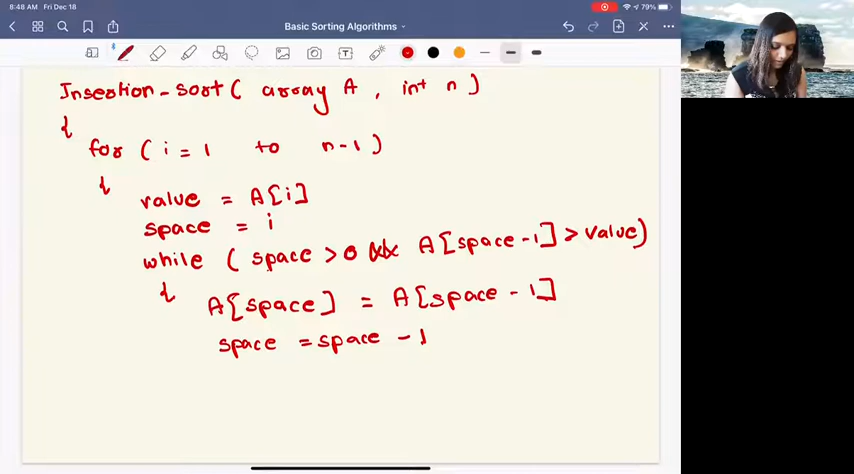 8:48 AM Fri Dec 18
79%
Basic Sorting Algorithms
Insertion-sort( array A , int n )
{
for ( i = 1 to n-1 )
{
value = A[i]
space = i
while ( space > 0 && A[space-1] > value)
{
A[space] = A[space - 1]
space = space - 1